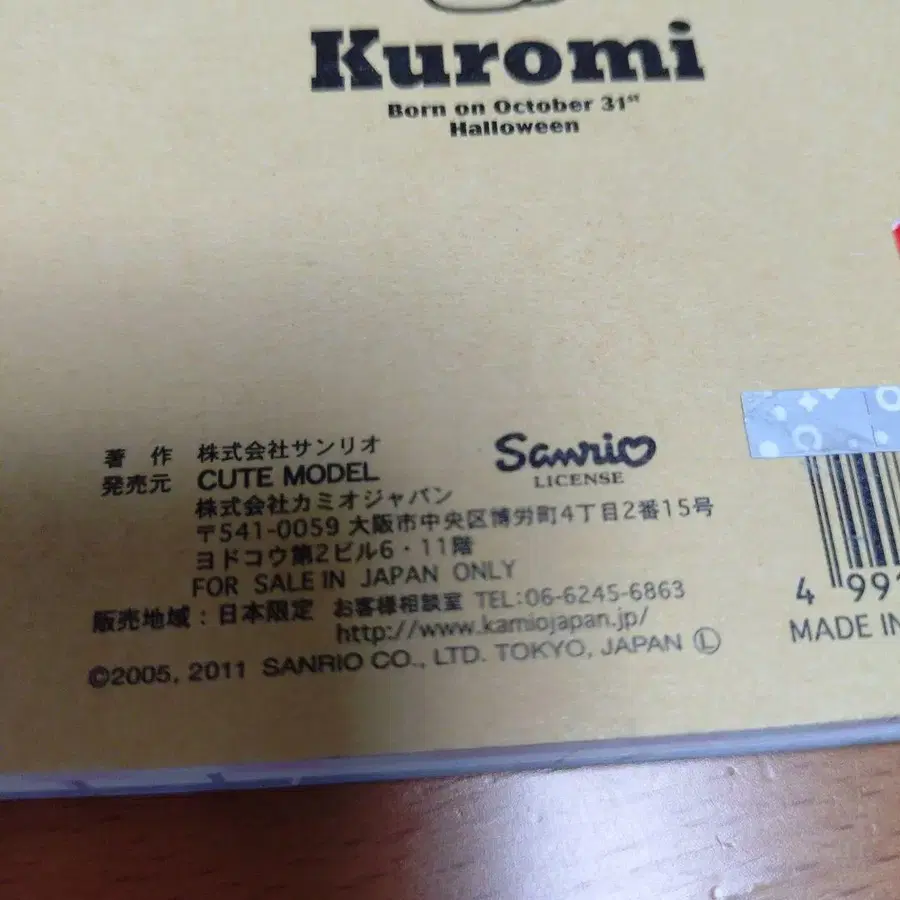 Kuromi
Born on October 31st
Halloween
著 作 株式会社サンリオ
発売元 CUTE MODEL
株式会社カミオジャパン
〒541-0059 大阪市中央区博労町4丁目2番15号
ヨドコウ第2ビル6・11階
FOR SALE IN JAPAN ONLY
販売地域：日本限定 お客様相談室 TEL:06-6245-6863
http://www.kamiojapan.jp/
©2005, 2011 SANRIO CO., LTD. TOKYO, JAPAN Ⓛ
Sanrio
LICENSE
4 991
MADE IN